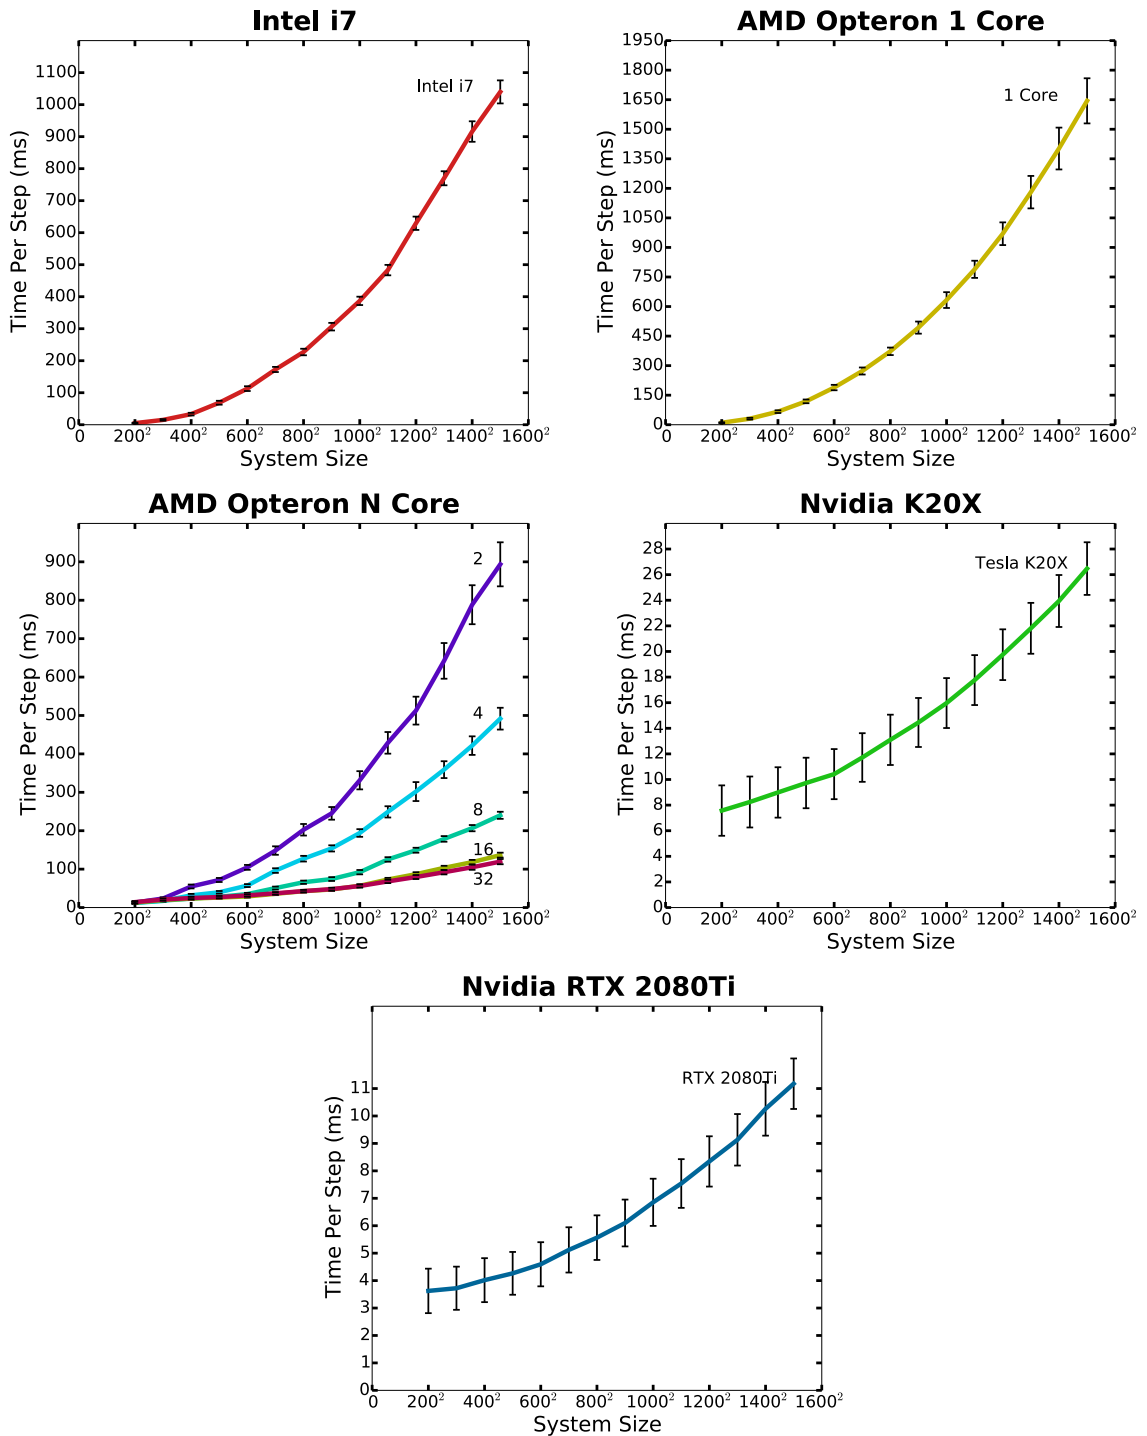 Intel i7
Time Per Step (ms)
1100
1000
900
800
700
600
500
400
300
200
100
0
Intel i7
0 200² 400² 600² 800² 1000² 1200² 1400² 1600²
System Size
AMD Opteron 1 Core
Time Per Step (ms)
1950
1800
1650
1500
1350
1200
1050
900
750
600
450
300
150
0
1 Core
0 200² 400² 600² 800² 1000² 1200² 1400² 1600²
System Size
AMD Opteron N Core
Time Per Step (ms)
900
800
700
600
500
400
300
200
100
0
2
4
8
16
32
0 200² 400² 600² 800² 1000² 1200² 1400² 1600²
System Size
Nvidia K20X
Time Per Step (ms)
28
26
24
22
20
18
16
14
12
10
8
6
4
2
0
Tesla K20X
0 200² 400² 600² 800² 1000² 1200² 1400² 1600²
System Size
Nvidia RTX 2080Ti
Time Per Step (ms)
11
10
9
8
7
6
5
4
3
2
1
0
RTX 2080Ti
0 200² 400² 600² 800² 1000² 1200² 1400² 1600²
System Size